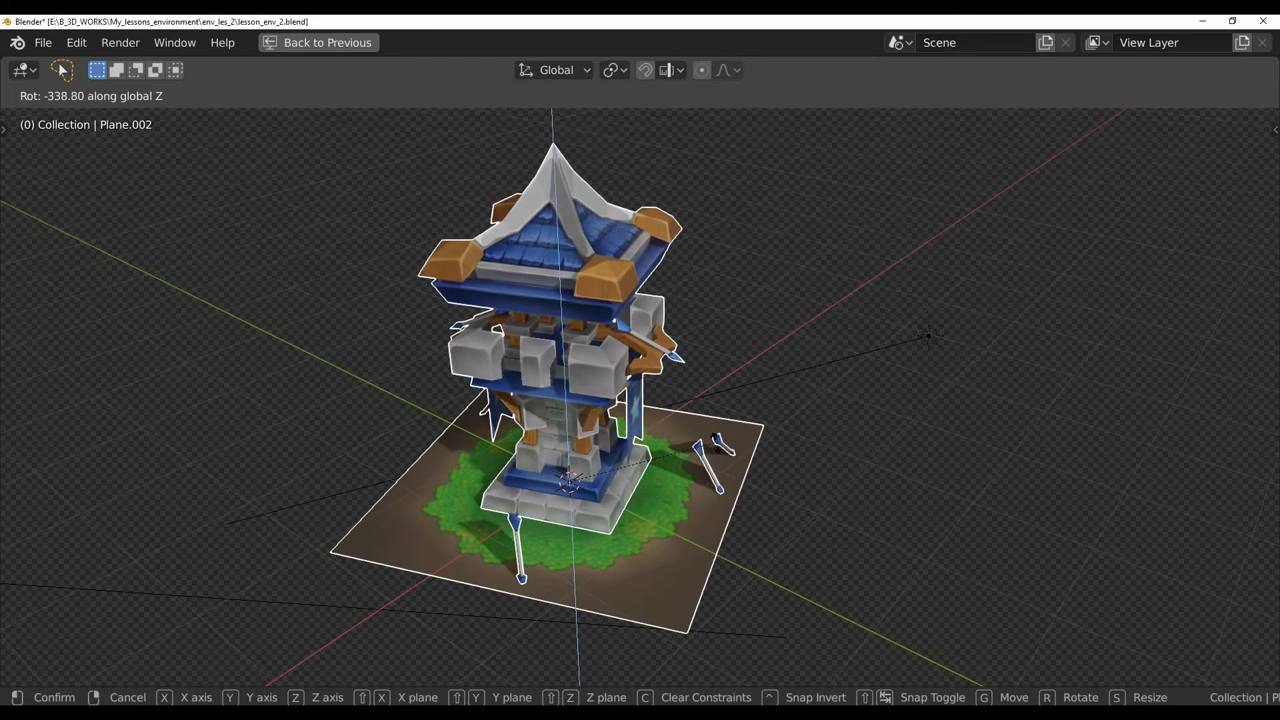 Blender* [E:\B_3D_WORKS\My_lessons_environment\env_les_2\lesson_env_2.blend]
File Edit Render Window Help Back to Previous Scene View Layer
Global
Rot: -338.80 along global Z
(0) Collection | Plane.002
Confirm Cancel X X axis Y Y axis Z Z axis X X plane Y Y plane Z Z plane C Clear Constraints ^ Snap Invert Snap Toggle G Move R Rotate S Resize Collection | Pl